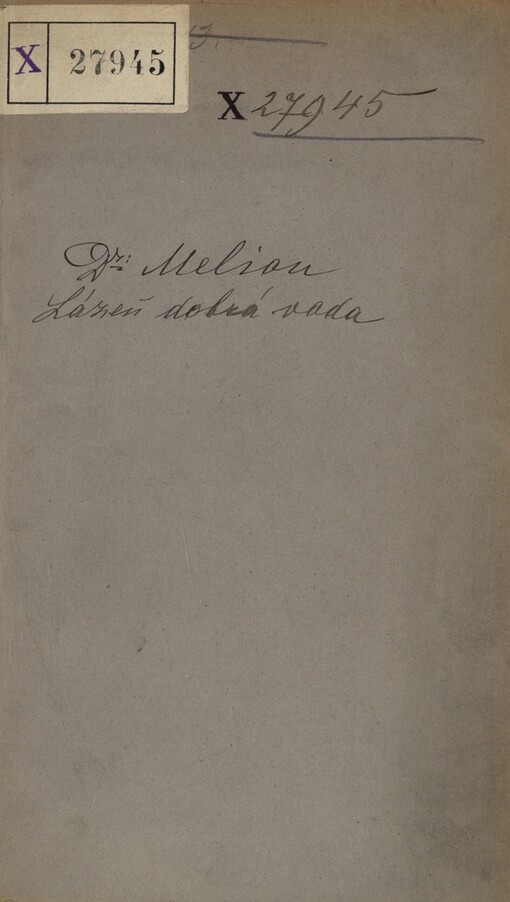 X 27945
X 27945
Dr: Melion
Lázeň dobrá voda